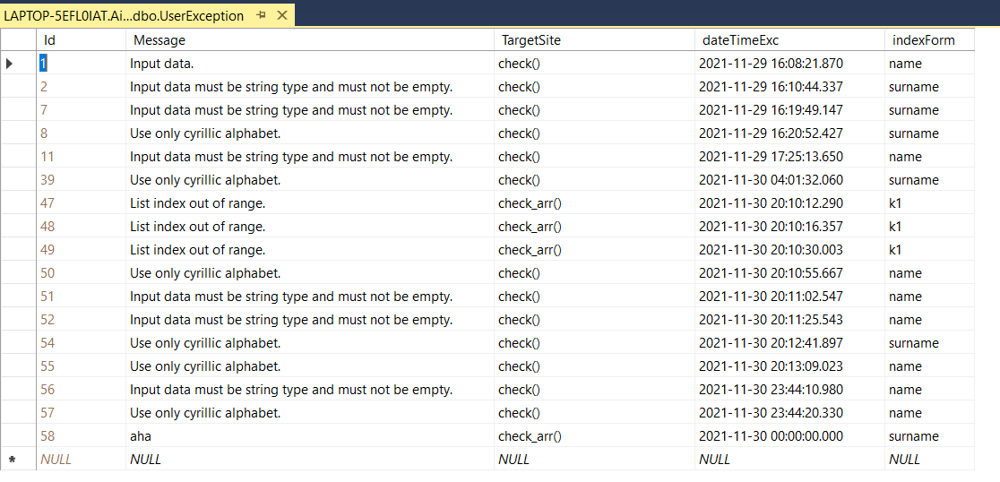 LAPTOP-5EFL0IAT.Ai...dbo.UserException
Id Message TargetSite dateTimeExc indexForm
1 Input data. check() 2021-11-29 16:08:21.870 name
2 Input data must be string type and must not be empty. check() 2021-11-29 16:10:44.337 surname
7 Input data must be string type and must not be empty. check() 2021-11-29 16:19:49.147 surname
8 Use only cyrillic alphabet. check() 2021-11-29 16:20:52.427 surname
11 Input data must be string type and must not be empty. check() 2021-11-29 17:25:13.650 name
39 Use only cyrillic alphabet. check() 2021-11-30 04:01:32.060 surname
47 List index out of range. check_arr() 2021-11-30 20:10:12.290 k1
48 List index out of range. check_arr() 2021-11-30 20:10:16.357 k1
49 List index out of range. check_arr() 2021-11-30 20:10:30.003 k1
50 Use only cyrillic alphabet. check() 2021-11-30 20:10:55.667 name
51 Input data must be string type and must not be empty. check() 2021-11-30 20:11:02.547 name
52 Input data must be string type and must not be empty. check() 2021-11-30 20:11:25.543 name
54 Use only cyrillic alphabet. check() 2021-11-30 20:12:41.897 surname
55 Use only cyrillic alphabet. check() 2021-11-30 20:13:09.023 name
56 Input data must be string type and must not be empty. check() 2021-11-30 23:44:10.980 name
57 Use only cyrillic alphabet. check() 2021-11-30 23:44:20.330 name
58 aha check_arr() 2021-11-30 00:00:00.000 surname
NULL NULL NULL NULL NULL